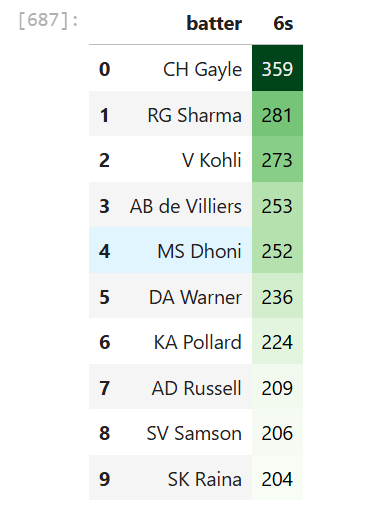 [687]:
batter 6s
0 CH Gayle 359
1 RG Sharma 281
2 V Kohli 273
3 AB de Villiers 253
4 MS Dhoni 252
5 DA Warner 236
6 KA Pollard 224
7 AD Russell 209
8 SV Samson 206
9 SK Raina 204